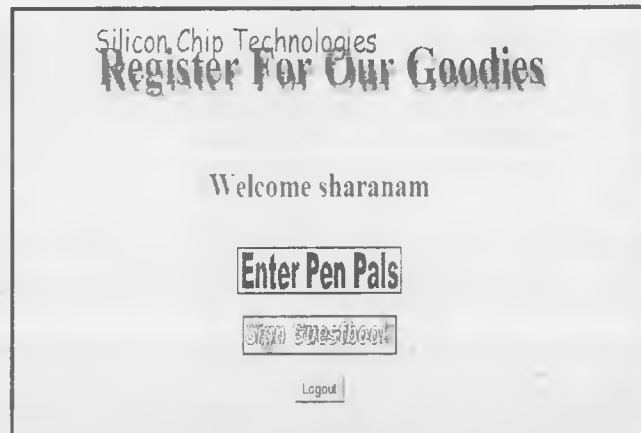 Silicon Chip Technologies
Register For Our Goodies
Welcome sharanam
Enter Pen Pals
Sign Guestbook
Logout